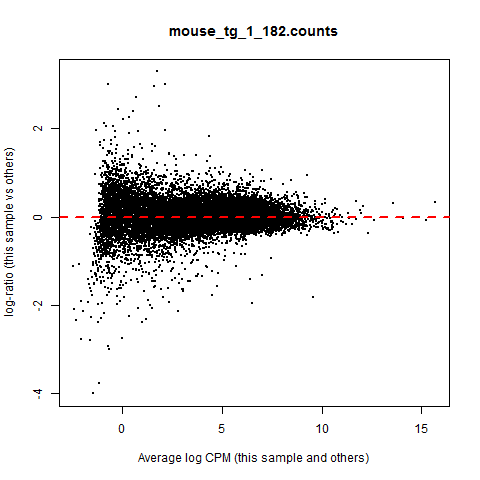 mouse_tg_1_182.counts
log-ratio (this sample vs others)
2
0
-2
-4
0 5 10 15
Average log CPM (this sample and others)